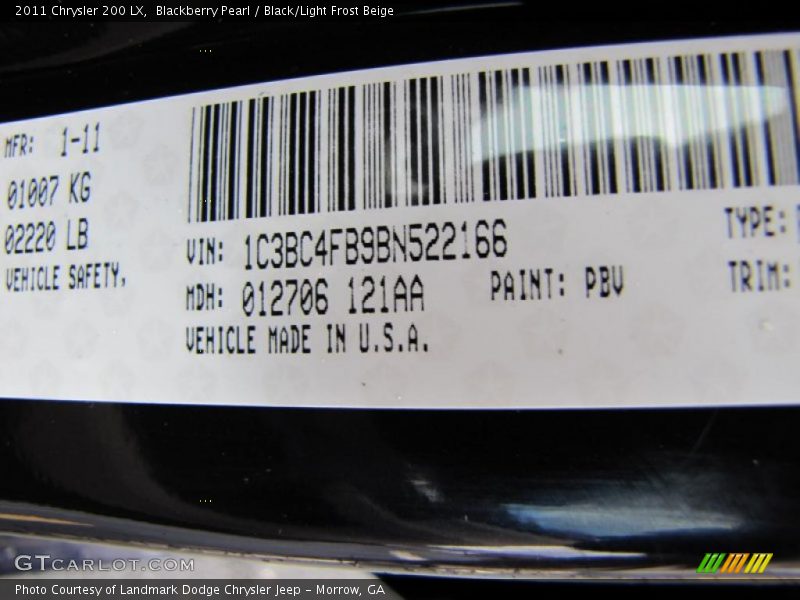 2011 Chrysler 200 LX,  Blackberry Pearl / Black/Light Frost Beige
MFR: 1-11
01007 KG
02220 LB
VEHICLE SAFETY,
VIN: 1C3BC4FB9BN522166
MDH: 012706 121AA
PAINT: PBV
VEHICLE MADE IN U.S.A.
TYPE:
TRIM:
GTCARLOT.COM
Photo Courtesy of Landmark Dodge Chrysler Jeep - Morrow, GA